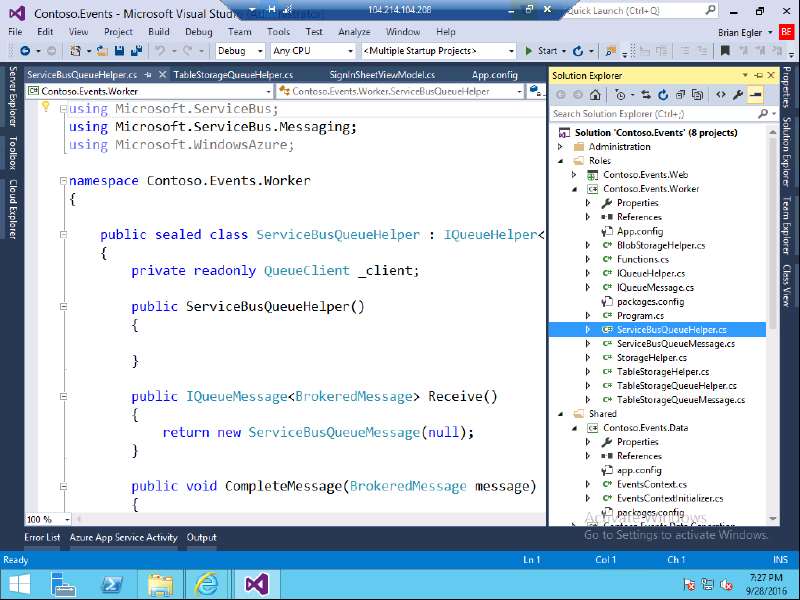 Contoso.Events - Microsoft Visual Stud
104.214.104.208
Quick Launch (Ctrl+Q)
File Edit View Project Build Debug Team Tools Test Analyze Window Help
Brian Egler BE
Debug Any CPU <Multiple Startup Projects> Start
ServiceBusQueueHelper.cs TableStorageQueueHelper.cs SignInSheetViewModel.cs App.config
Contoso.Events.Worker Contoso.Events.Worker.ServiceBusQueueHelper
Server Explorer
Toolbox
Cloud Explorer
using Microsoft.ServiceBus;
using Microsoft.ServiceBus.Messaging;
using Microsoft.WindowsAzure;
namespace Contoso.Events.Worker
{
public sealed class ServiceBusQueueHelper : IQueueHelper<
{
private readonly QueueClient _client;
public ServiceBusQueueHelper()
{
}
public IQueueMessage<BrokeredMessage> Receive()
{
return new ServiceBusQueueMessage(null);
}
public void CompleteMessage(BrokeredMessage message)
{
100 %
Solution Explorer
Search Solution Explorer (Ctrl+;)
Solution 'Contoso.Events' (8 projects)
Administration
Roles
Contoso.Events.Web
Contoso.Events.Worker
Properties
References
App.config
BlobStorageHelper.cs
Functions.cs
IQueueHelper.cs
IQueueMessage.cs
packages.config
Program.cs
ServiceBusQueueHelper.cs
ServiceBusQueueMessage.cs
StorageHelper.cs
TableStorageHelper.cs
TableStorageQueueHelper.cs
TableStorageQueueMessage.cs
Shared
Contoso.Events.Data
Properties
References
app.config
EventsContext.cs
EventsContextInitializer.cs
packages.config
Contoso.Events.Data.Generation
Properties
Solution Explorer
Team Explorer
Class View
Activate Windows
Go to Settings to activate Windows.
Error List Azure App Service Activity Output
Ready Ln 1 Col 1 Ch 1 INS
7:27 PM
9/28/2016